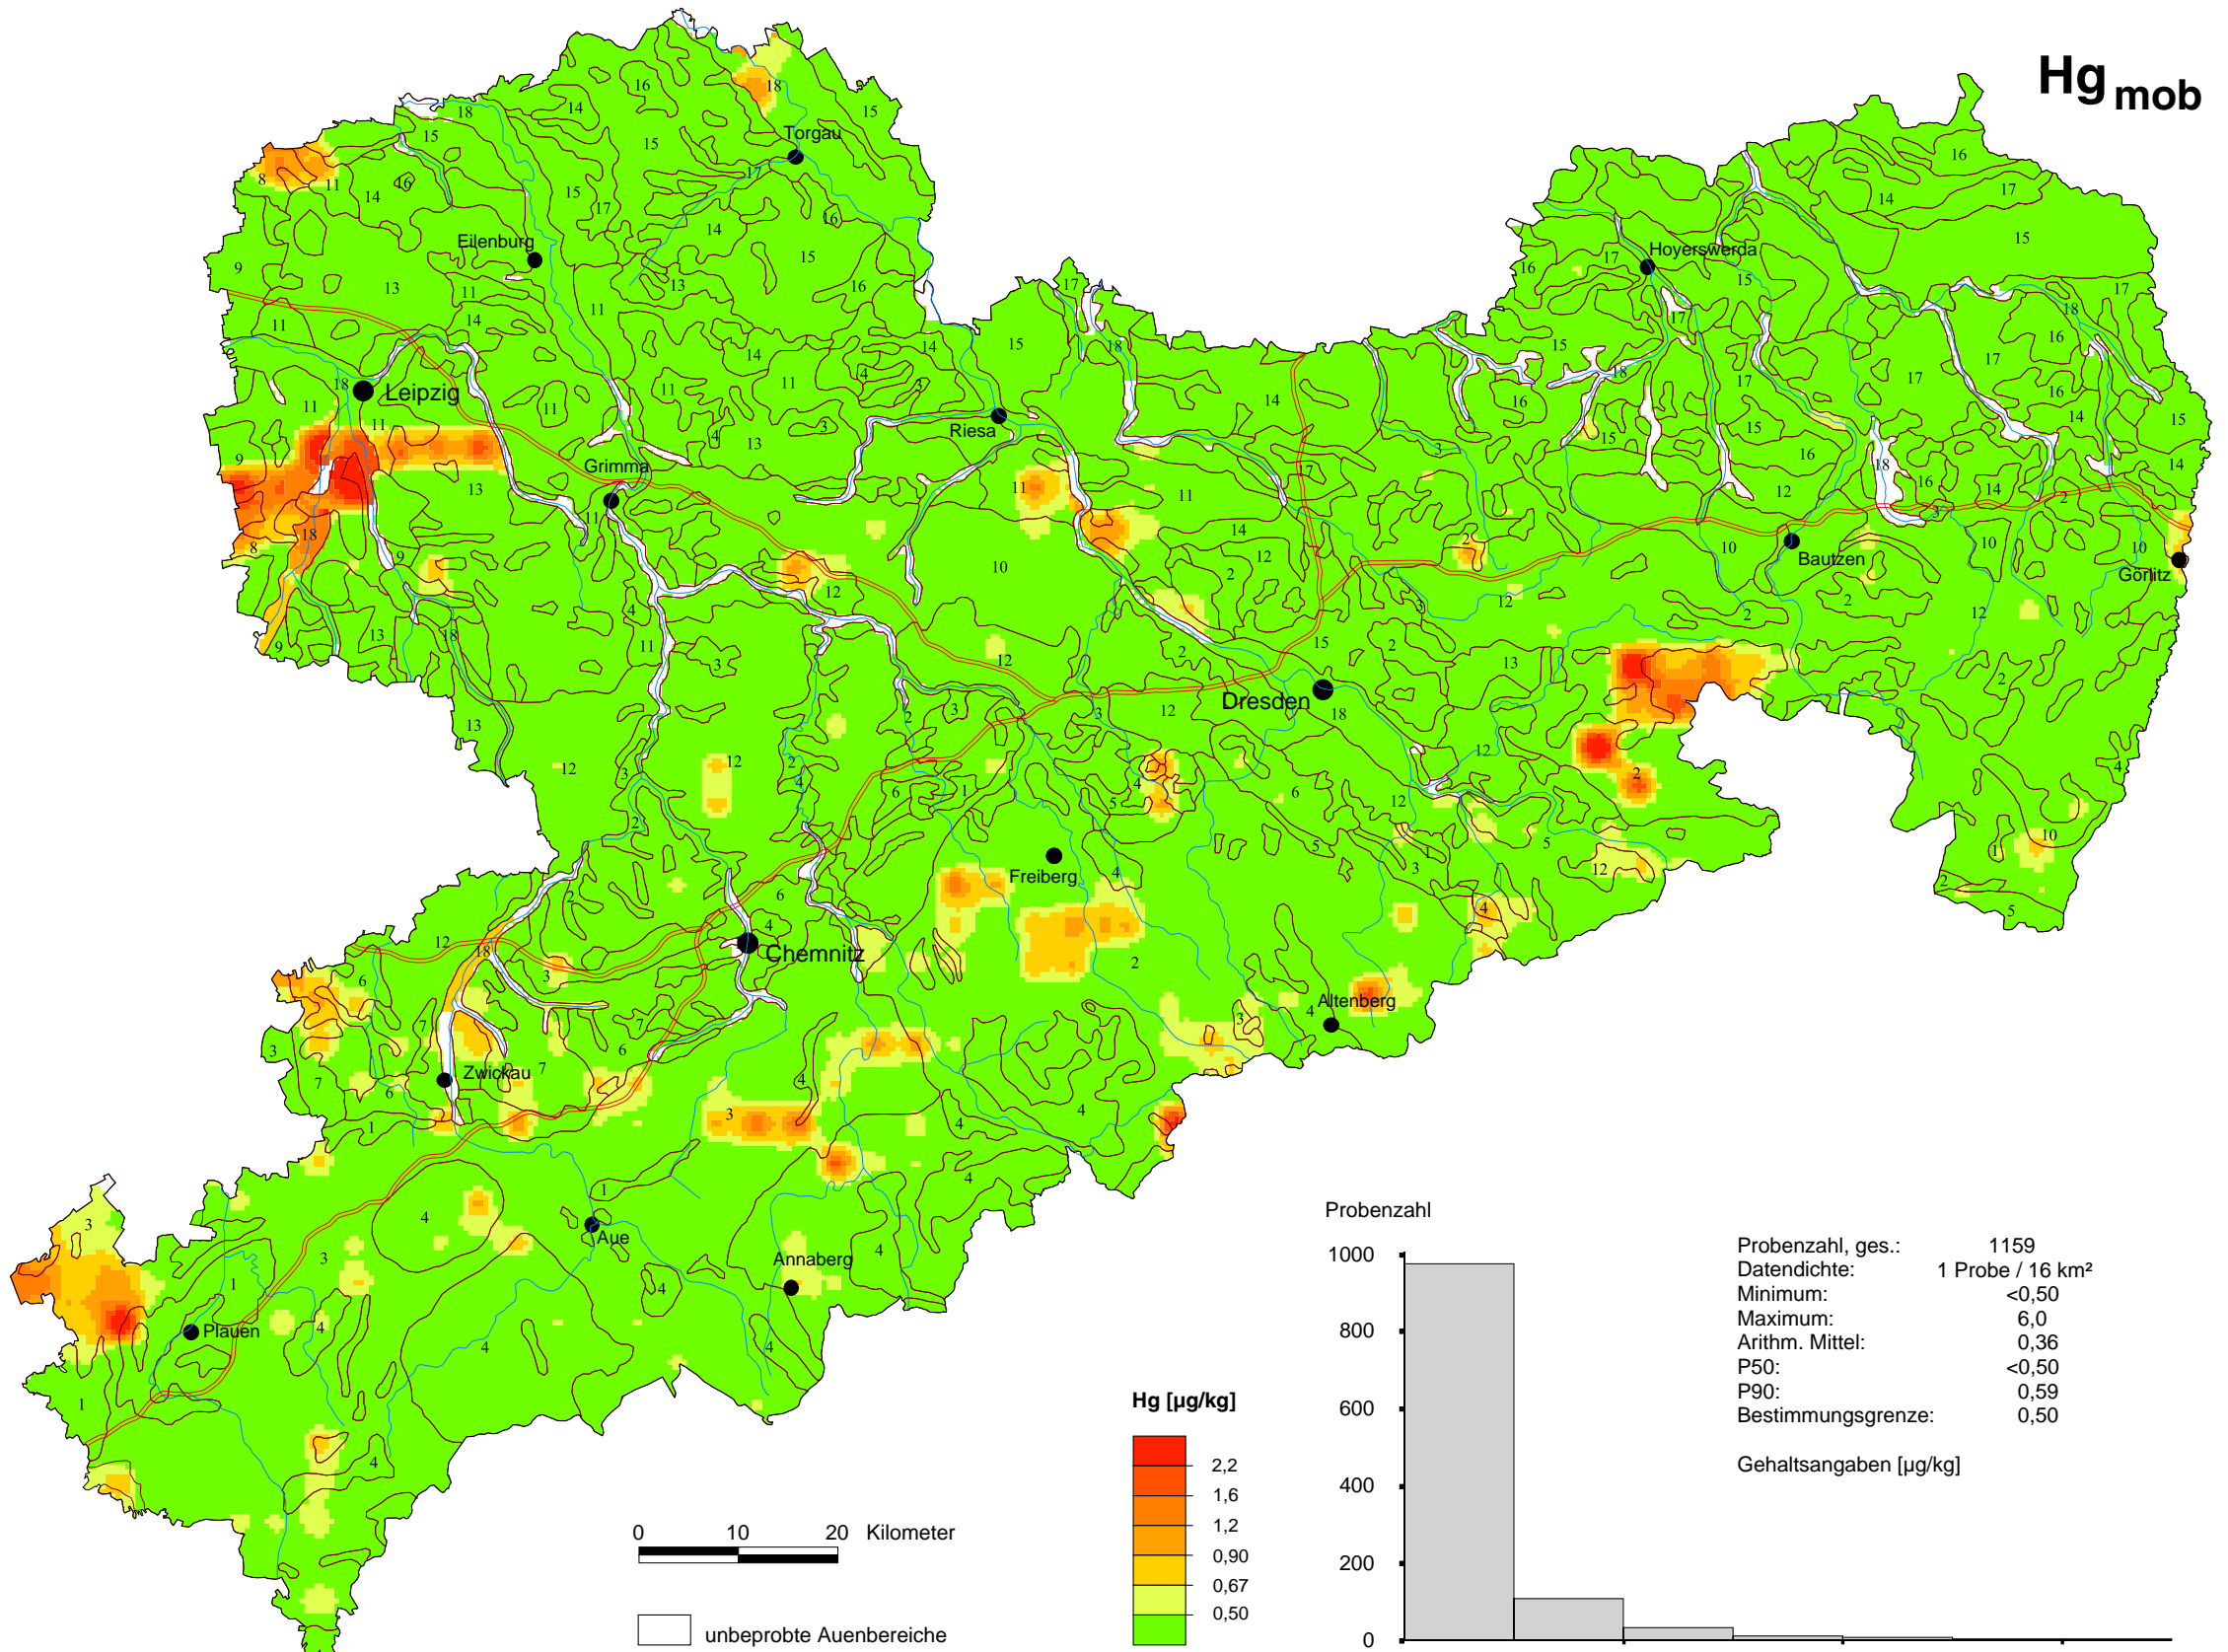 Hg mob
Torgau
Eilenburg
Hoyerswerda
Leipzig
Riesa
Grimma
Bautzen
Görlitz
Dresden
Freiberg
Chemnitz
Altenberg
Zwickau
Aue
Annaberg
Plauen
Probenzahl
1000
800
600
400
200
0
Probenzahl, ges.: 1159
Datendichte: 1 Probe / 16 km²
Minimum: <0,50
Maximum: 6,0
Arithm. Mittel: 0,36
P50: <0,50
P90: 0,59
Bestimmungsgrenze: 0,50
Gehaltsangaben [µg/kg]
Hg [µg/kg]
2,2
1,6
1,2
0,90
0,67
0,50
0 10 20 Kilometer
unbeprobte Auenbereiche